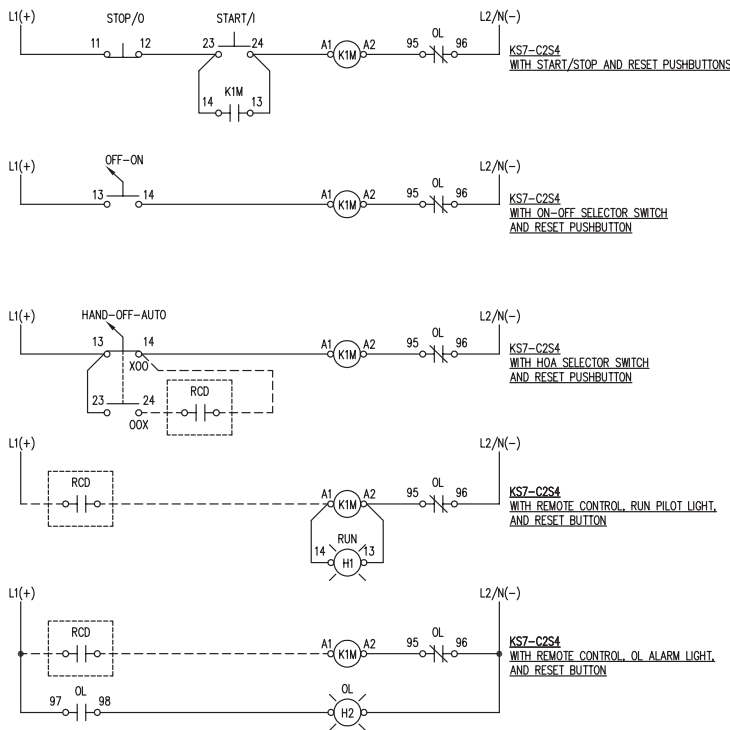 L1(+) STOP/O START/I L2/N(-)
11 12 23 24 A1 K1M A2 95 OL 96
14 K1M 13
KS7-C2S4
WITH START/STOP AND RESET PUSHBUTTONS
L1(+) OFF-ON L2/N(-)
13 14 A1 K1M A2 95 OL 96
KS7-C2S4
WITH ON-OFF SELECTOR SWITCH
AND RESET PUSHBUTTON
L1(+) HAND-OFF-AUTO L2/N(-)
13 14 A1 K1M A2 95 OL 96
XOO
23 24 RCD
OOX
KS7-C2S4
WITH HOA SELECTOR SWITCH
AND RESET PUSHBUTTON
L1(+) L2/N(-)
RCD A1 K1M A2 95 OL 96
RUN
14 H1 13
KS7-C2S4
WITH REMOTE CONTROL, RUN PILOT LIGHT,
AND RESET BUTTON
L1(+) L2/N(-)
RCD A1 K1M A2 95 OL 96
97 OL 98 OL
H2
KS7-C2S4
WITH REMOTE CONTROL, OL ALARM LIGHT,
AND RESET BUTTON